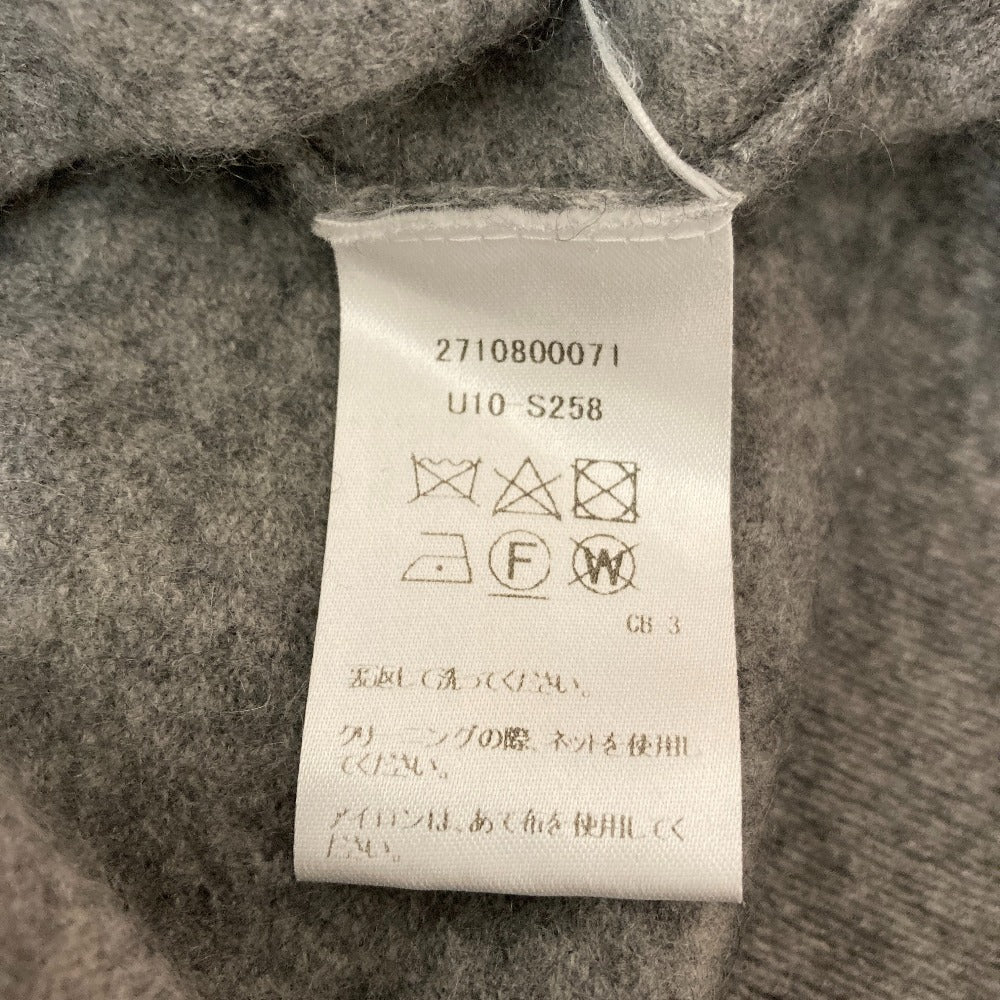 2710800071
U10-S258
F W
CH 3
裏返して洗ってください。
クリーニングの際、ネットを使用し
てください。
アイロンは、あて布を使用してく
ださい。